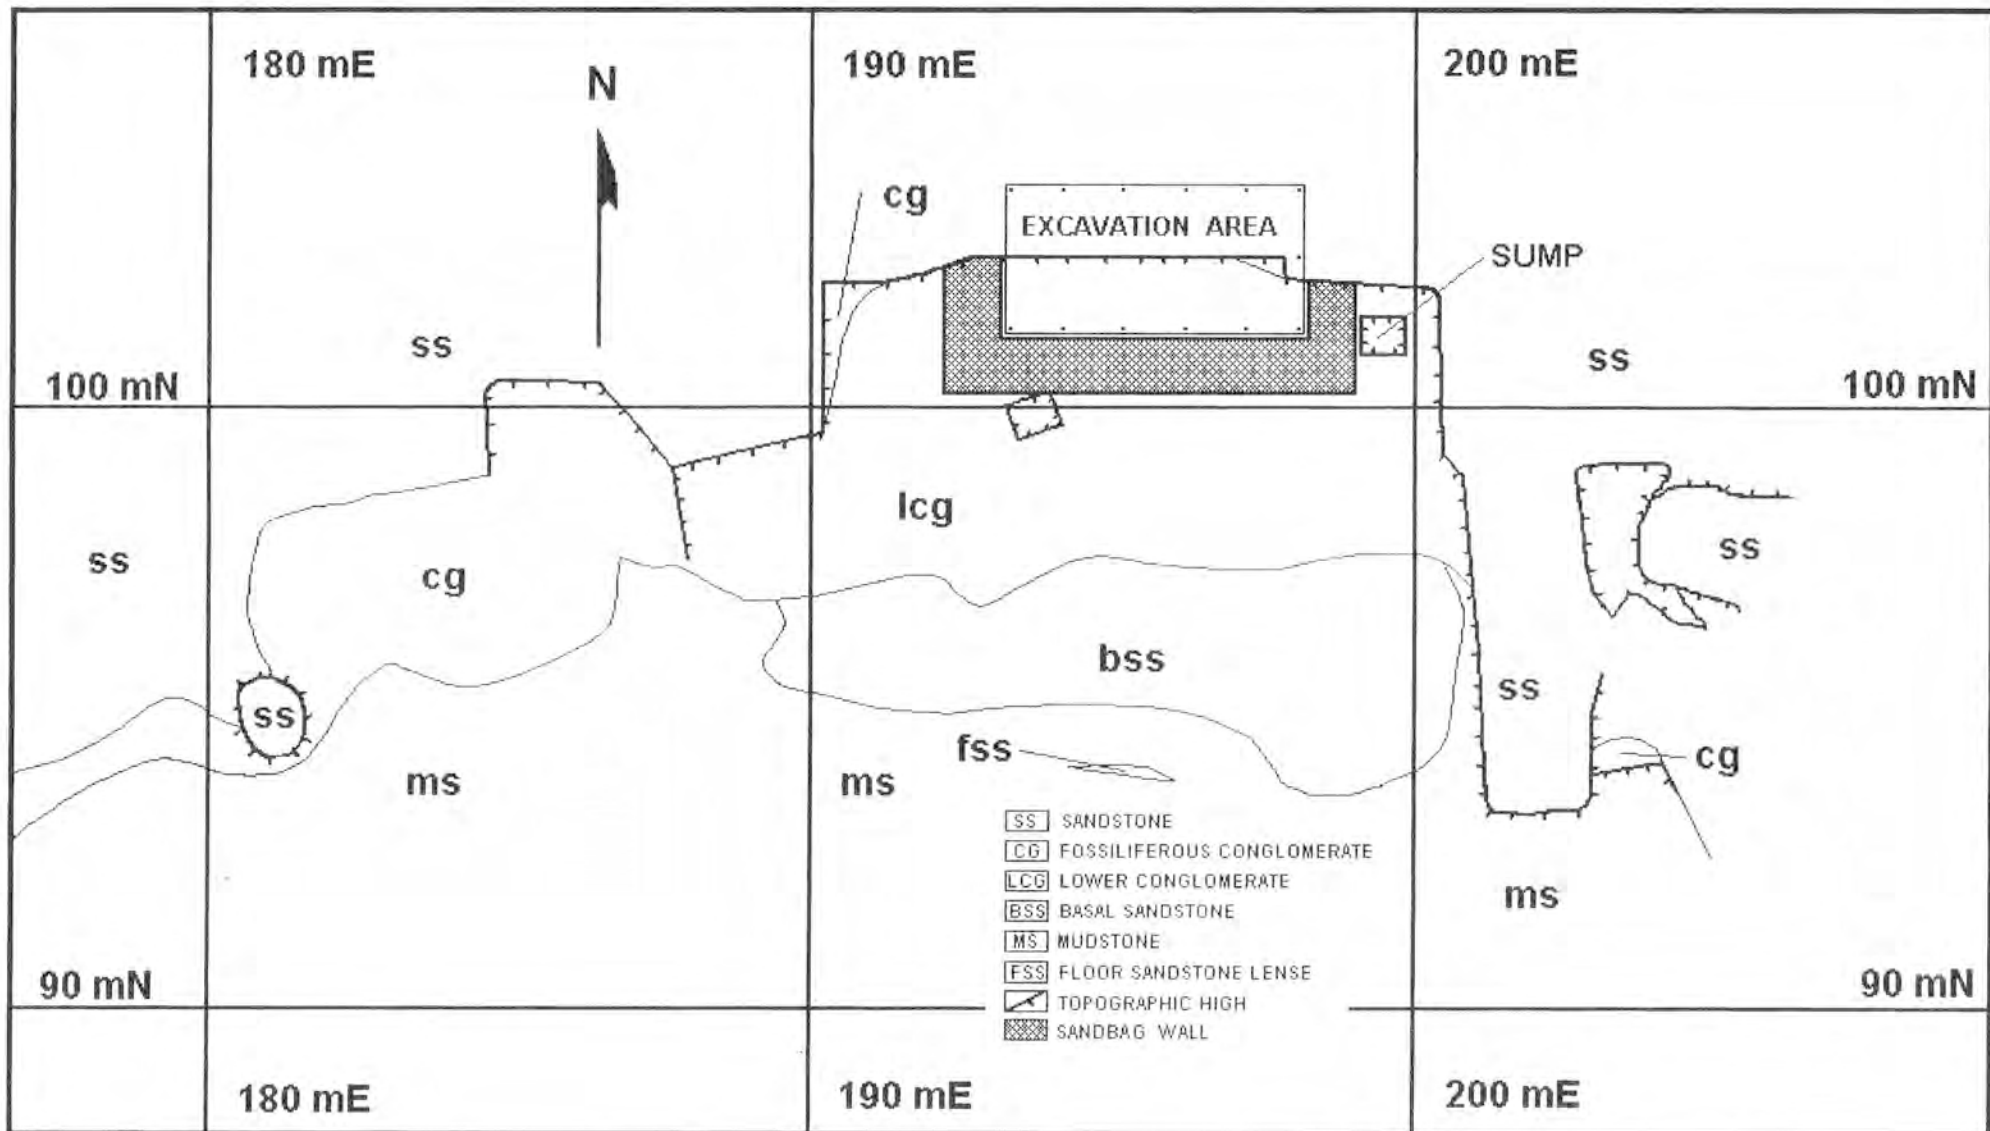 180 mE
190 mE
200 mE
N
cg
EXCAVATION AREA
SUMP
ss
ss
100 mN
100 mN
lcg
ss
cg
ss
bss
ss
ss
fss
cg
ms
ms
ms
SS SANDSTONE
CG FOSSILIFEROUS CONGLOMERATE
LCG LOWER CONGLOMERATE
BSS BASAL SANDSTONE
MS MUDSTONE
FSS FLOOR SANDSTONE LENSE
TOPOGRAPHIC HIGH
SANDBAG WALL
90 mN
90 mN
180 mE
190 mE
200 mE